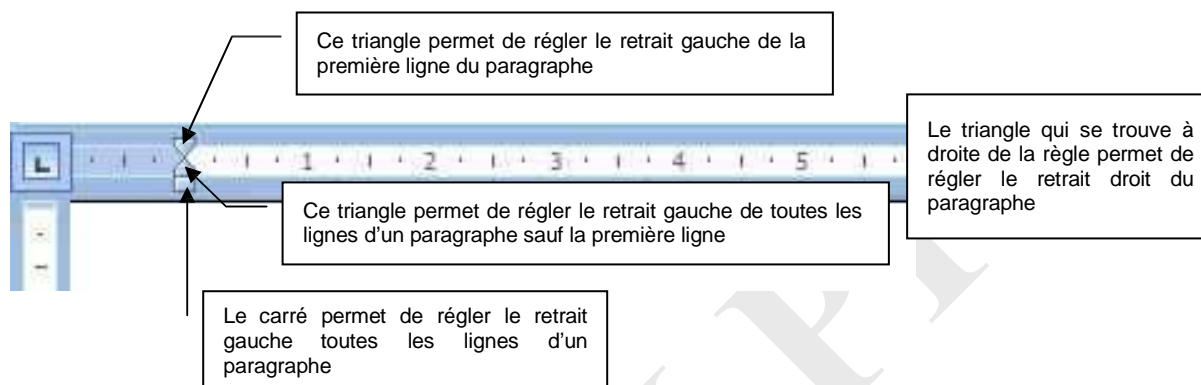 Ce triangle permet de régler le retrait gauche de la
première ligne du paragraphe
Le triangle qui se trouve à
droite de la règle permet de
régler le retrait droit du
paragraphe
L
1 2 3 4 5
Ce triangle permet de régler le retrait gauche de toutes les
lignes d’un paragraphe sauf la première ligne
Le carré permet de régler le retrait
gauche toutes les lignes d’un
paragraphe